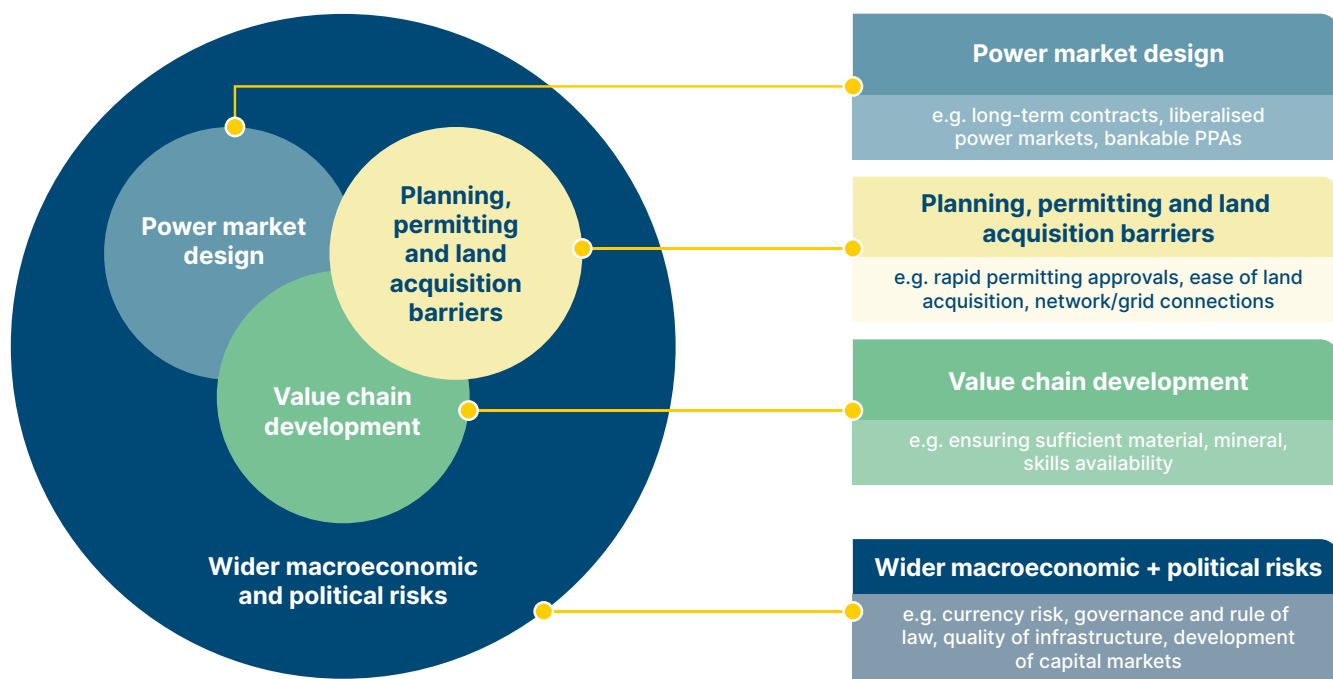 Power market
design
Planning,
permitting
and land
acquisition
barriers
Value chain
development
Wider macroeconomic
and political risks
Power market design
e.g. long-term contracts, liberalised
power markets, bankable PPAs
Planning, permitting and land
acquisition barriers
e.g. rapid permitting approvals, ease of land
acquisition, network/grid connections
Value chain development
e.g. ensuring sufficient material, mineral,
skills availability
Wider macroeconomic + political risks
e.g. currency risk, governance and rule of
law, quality of infrastructure, development
of capital markets